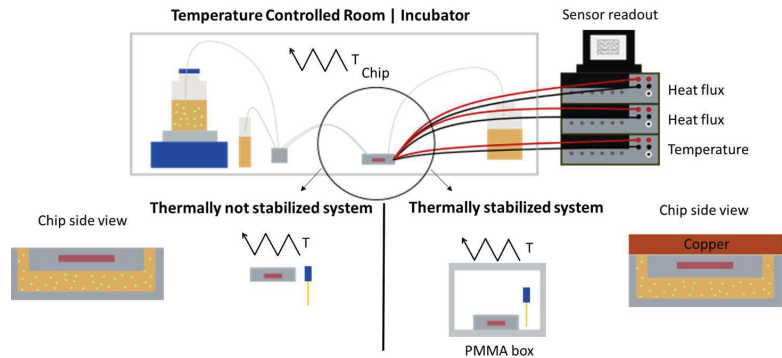 Temperature Controlled Room | Incubator
Sensor readout
T
Chip
Heat flux
Heat flux
Temperature
Thermally not stabilized system
Thermally stabilized system
Chip side view
T
T
Chip side view
Copper
PMMA box